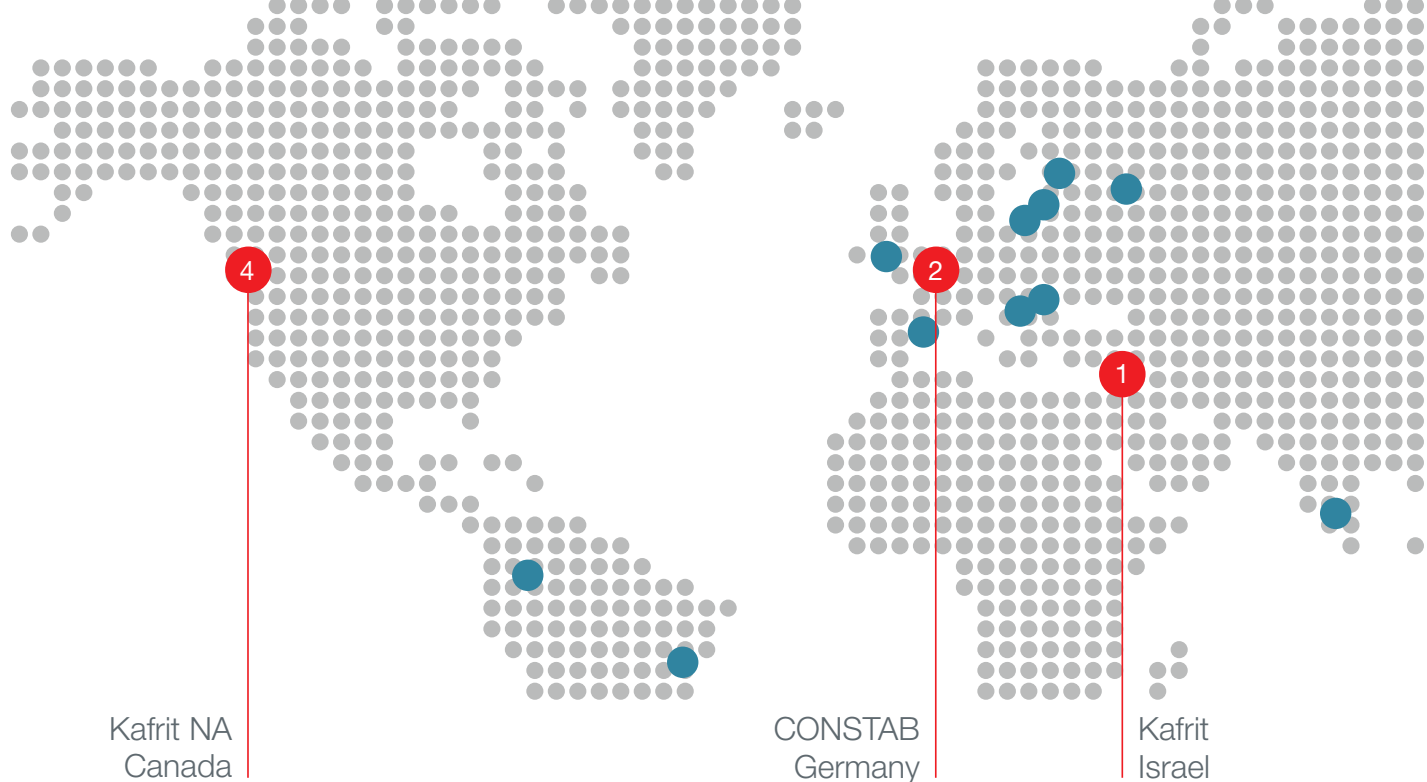 4
2
1
Kafrit NA
Canada
CONSTAB
Germany
Kafrit
Israel